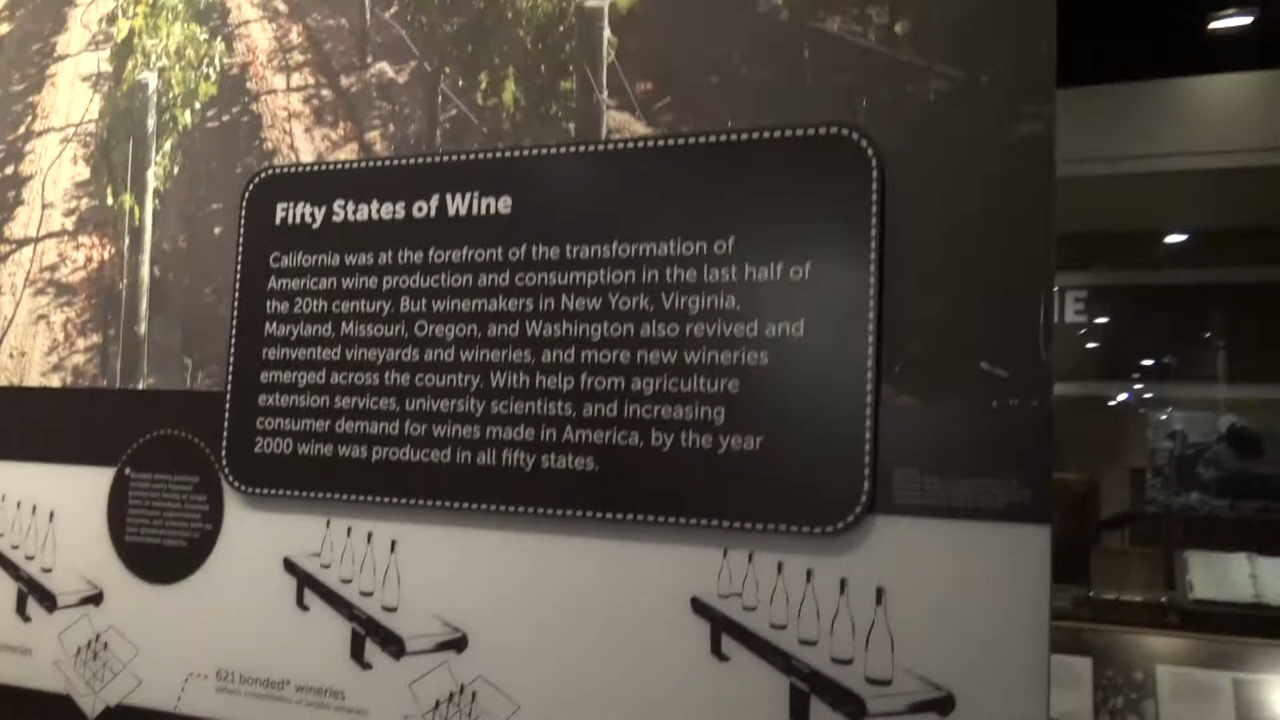 Fifty States of Wine
California was at the forefront of the transformation of
American wine production and consumption in the last half of
the 20th century. But winemakers in New York, Virginia,
Maryland, Missouri, Oregon, and Washington also revived and
reinvented vineyards and wineries, and more new wineries
emerged across the country. With help from agriculture
extension services, university scientists, and increasing
consumer demand for wines made in America, by the year
2000 wine was produced in all fifty states.
621 bonded* wineries